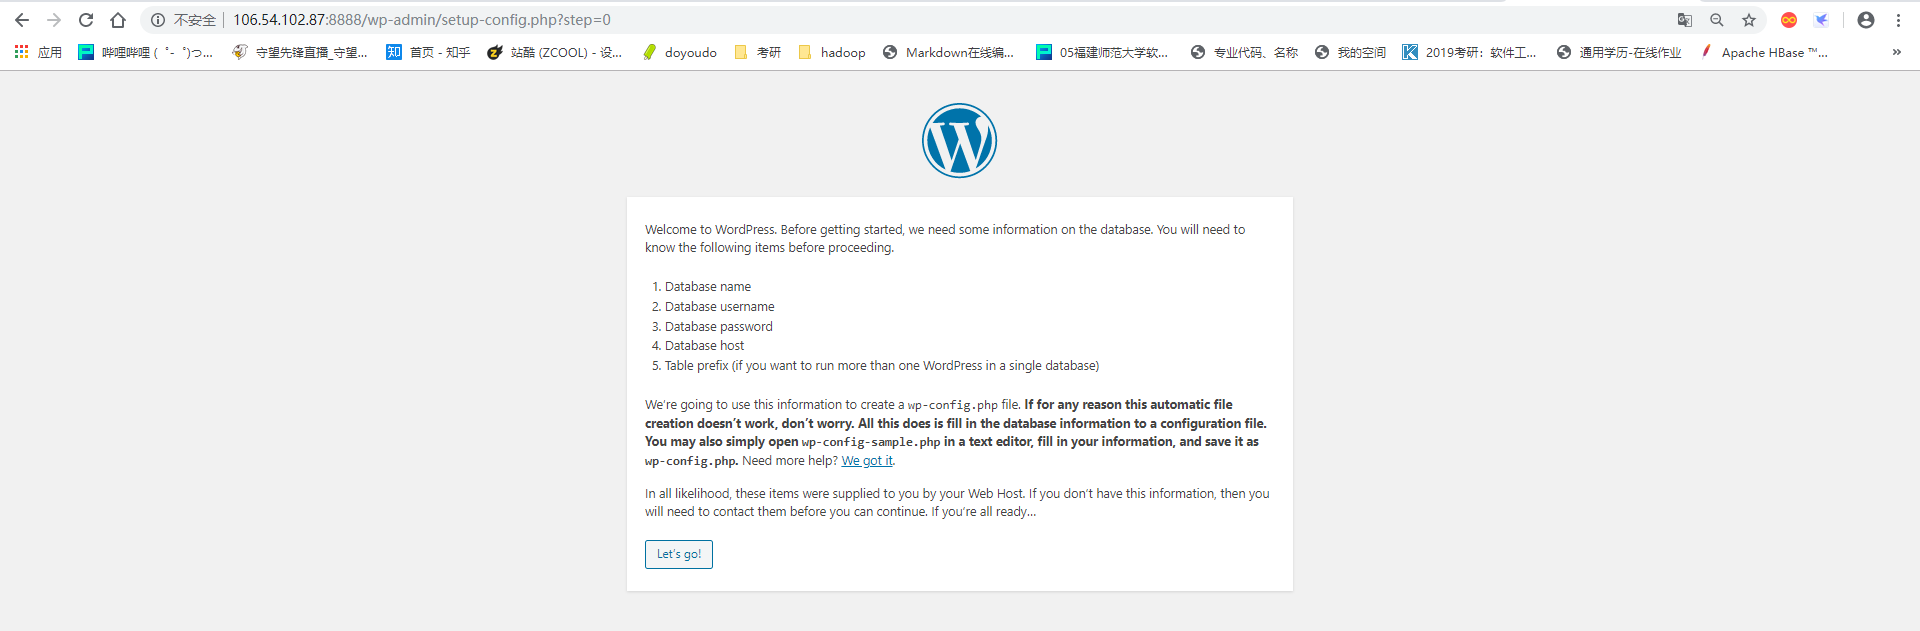 不安全 106.54.102.87:8888/wp-admin/setup-config.php?step=0
应用 哔哩哔哩 ( ゜- ゜)つ... 守望先锋直播_守望... 知 首页 - 知乎 站酷 (ZCOOL) - 设... doyoudo 考研 hadoop Markdown在线编... 05福建师范大学软... 专业代码、名称 我的空间 2019考研：软件工... 通用学历-在线作业 Apache HBase ™... »
Welcome to WordPress. Before getting started, we need some information on the database. You will need to
know the following items before proceeding.
1. Database name
2. Database username
3. Database password
4. Database host
5. Table prefix (if you want to run more than one WordPress in a single database)
We’re going to use this information to create a wp-config.php file. If for any reason this automatic file
creation doesn’t work, don’t worry. All this does is fill in the database information to a configuration file.
You may also simply open wp-config-sample.php in a text editor, fill in your information, and save it as
wp-config.php. Need more help? We got it.
In all likelihood, these items were supplied to you by your Web Host. If you don’t have this information, then you
will need to contact them before you can continue. If you’re all ready…
Let’s go!